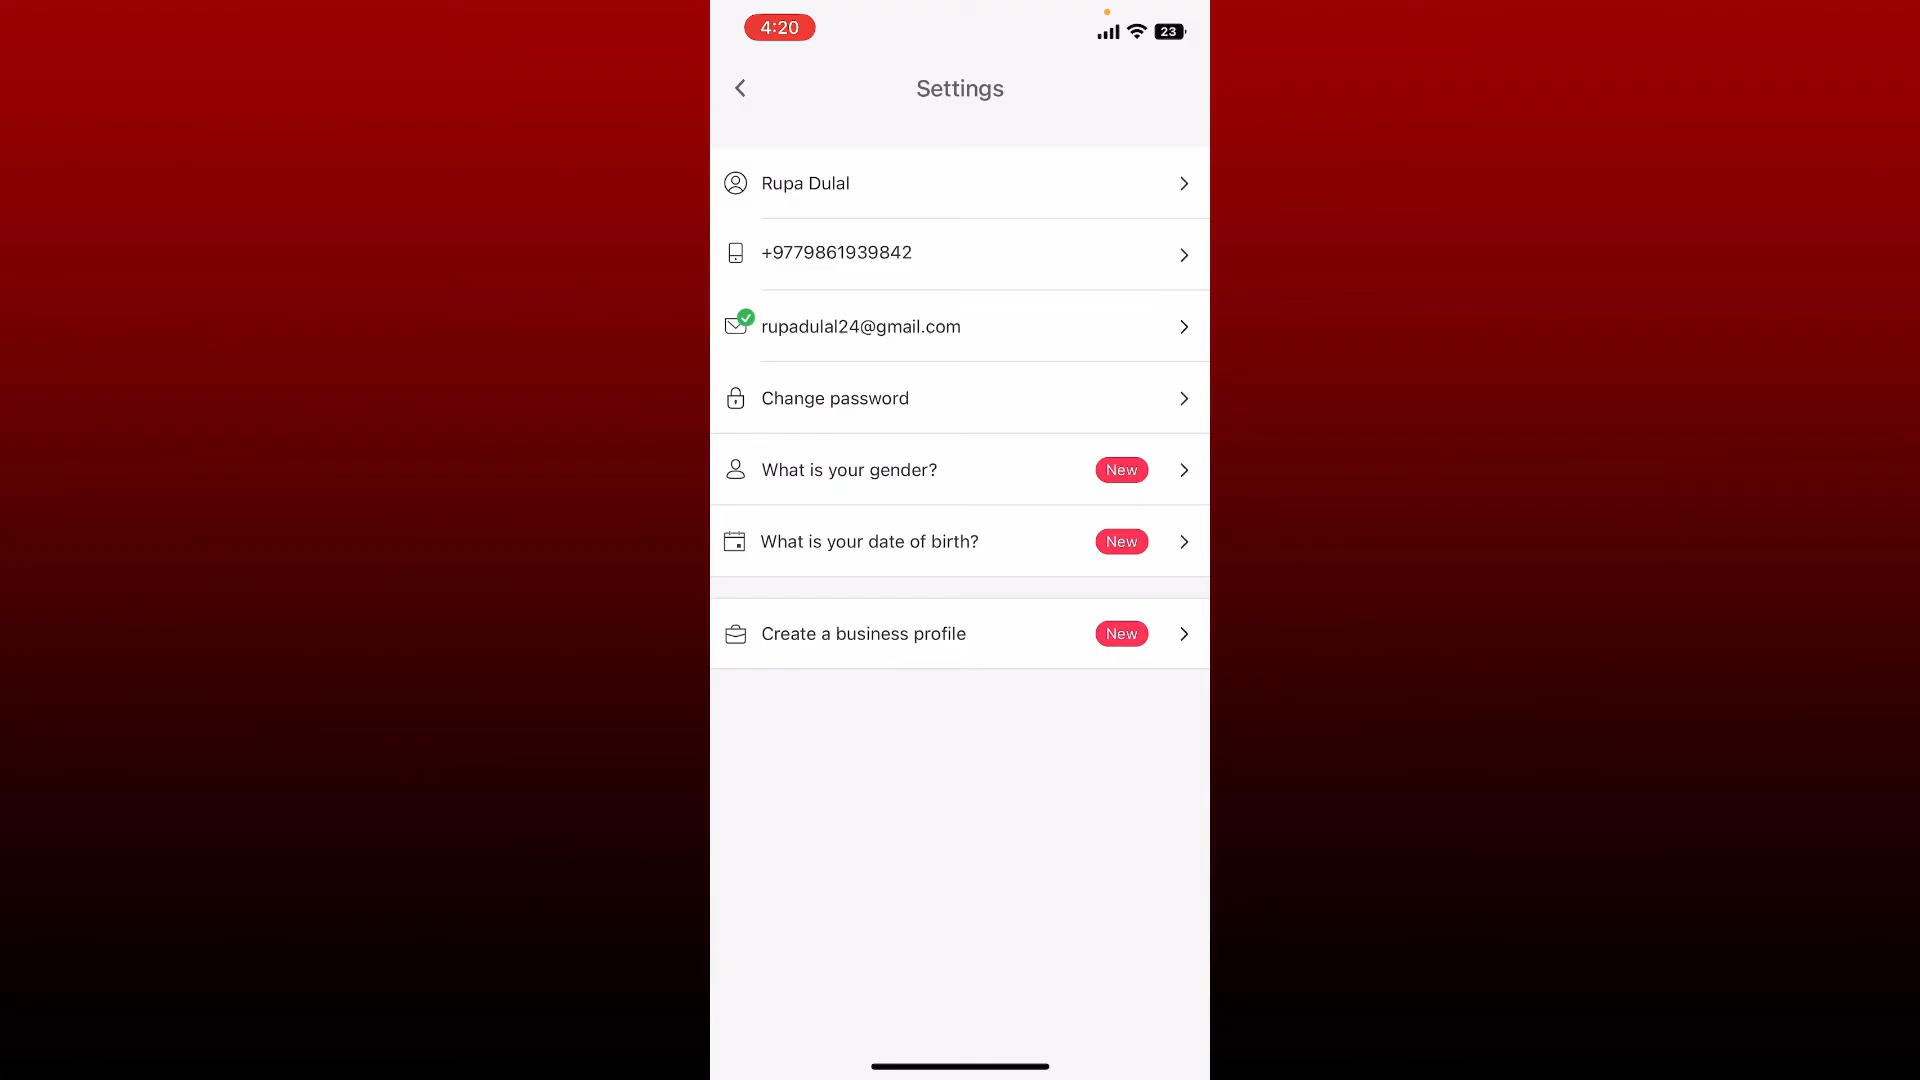 4:20
23
Settings
Rupa Dulal
+9779861939842
rupadulal24@gmail.com
Change password
What is your gender? New
What is your date of birth? New
Create a business profile New